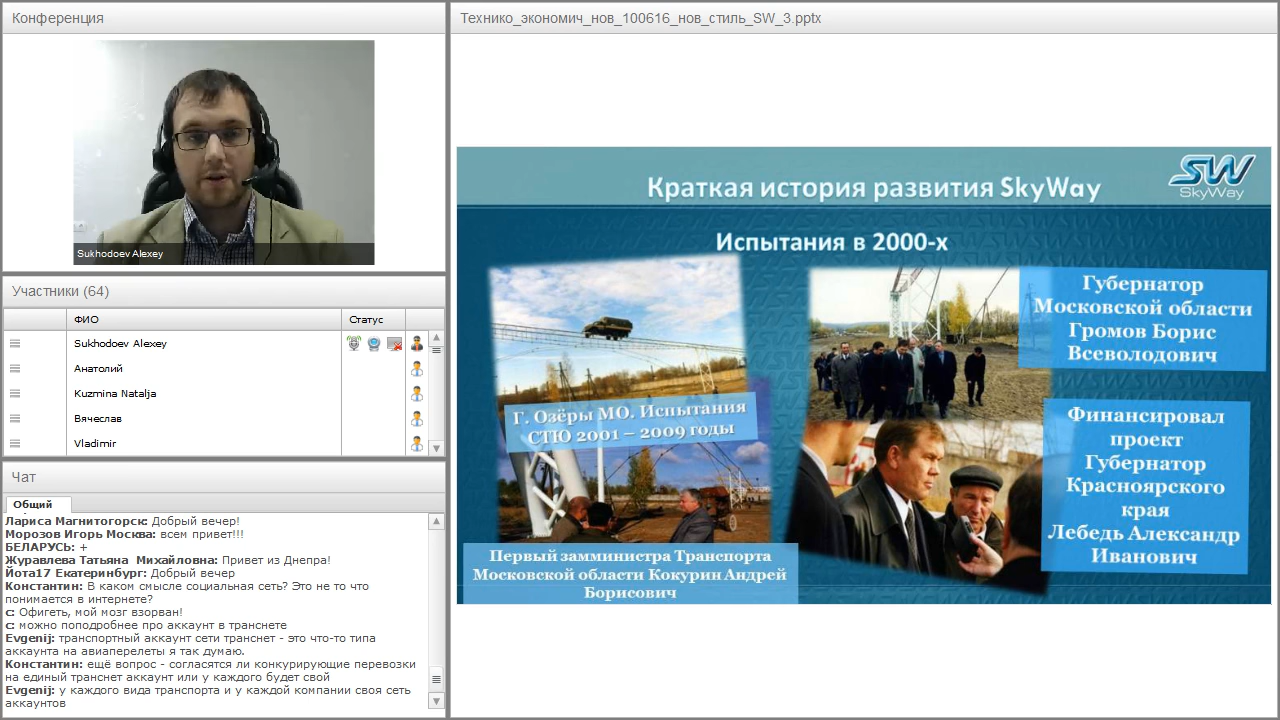 Конференция
Sukhodoev Alexey
Участники (64)
ФИО
Статус
Sukhodoev Alexey
Анатолий
Kuzmina Natalja
Вячеслав
Vladimir
Чат
Общий
Лариса Магнитогорск: Добрый вечер!
Морозов Игорь Москва: всем привет!!!
БЕЛАРУСЬ: +
Журавлева Татьяна Михайловна: Привет из Днепра!
Йота17 Екатеринбург: Добрый вечер
Константин: В каком смысле социальная сеть? Это не то что
понимается в интернете?
с: Офигеть, мой мозг взорван!
с: можно поподробнее про аккаунт в транснете
Evgenij: транспортный аккаунт сети транснет - это что-то типа
аккаунта на авиаперелеты я так думаю.
Константин: ещё вопрос - согласятся ли конкурирующие перевозки
на единый транснет аккаунт или у каждого будет свой
Evgenij: у каждого вида транспорта и у каждой компании своя сеть
аккаунтов
Технико_экономич_нов_100616_нов_стиль_SW_3.pptx
Краткая история развития SkyWay
SW
SkyWay
Испытания в 2000-х
Г. Озёры МО. Испытания
СТЮ 2001 – 2009 годы
Первый замминистра Транспорта
Московской области Кокурин Андрей
Борисович
Губернатор
Московской области
Громов Борис
Всеволодович
Финансировал
проект
Губернатор
Красноярского
края
Лебедь Александр
Иванович